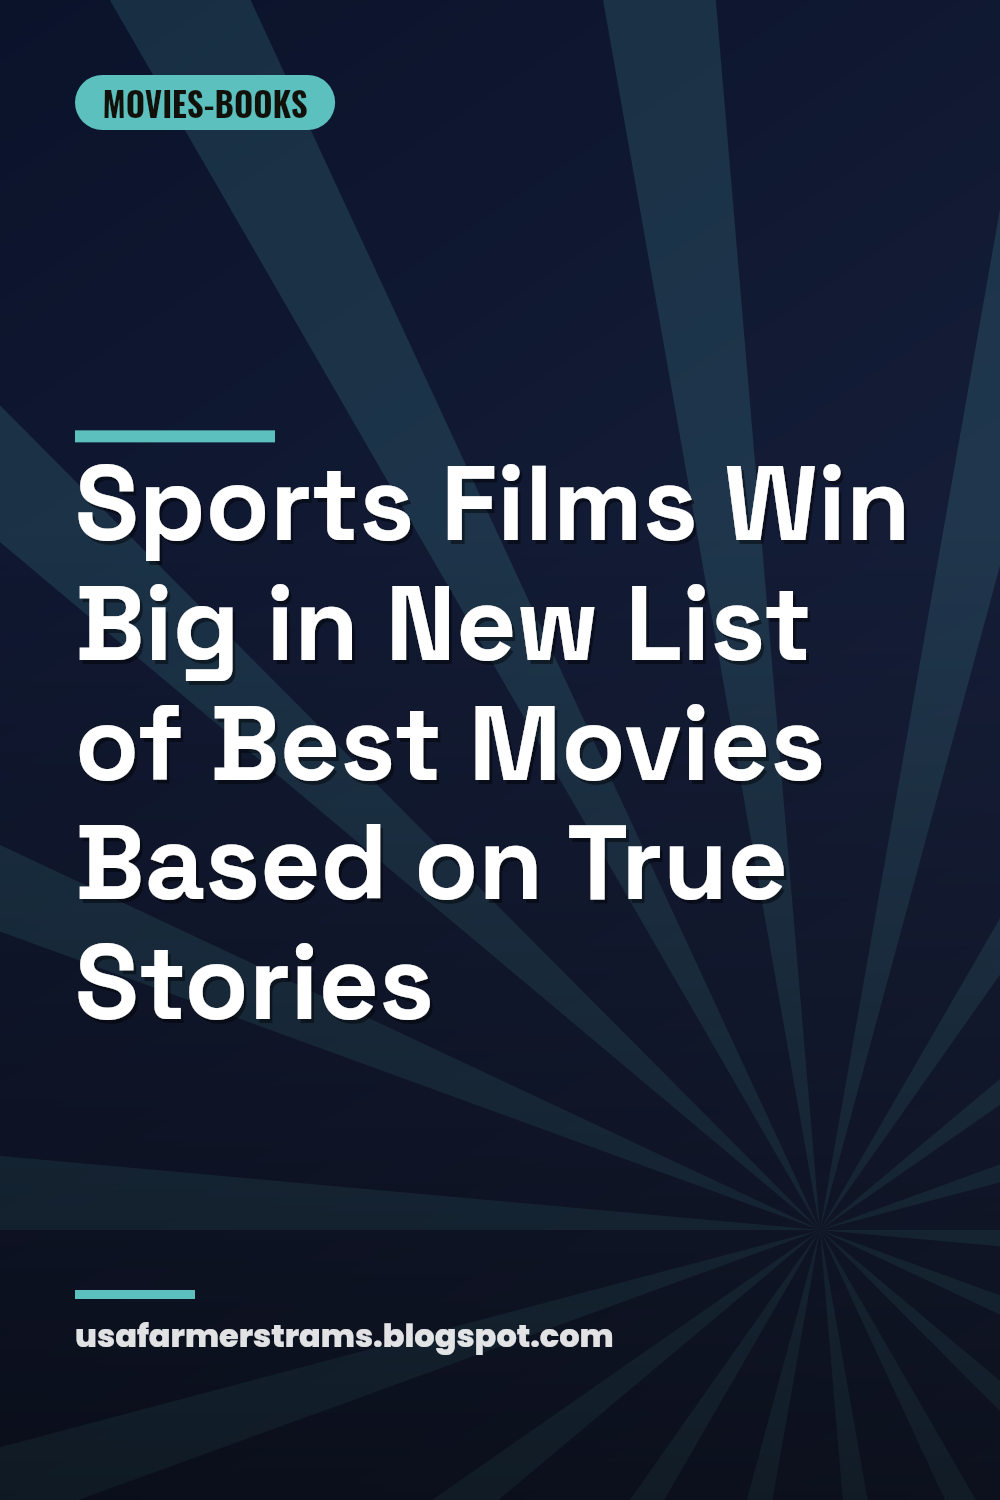 MOVIES-BOOKS
Sports Films Win
Big in New List
of Best Movies
Based on True
Stories
usafarmerstrams.blogspot.com